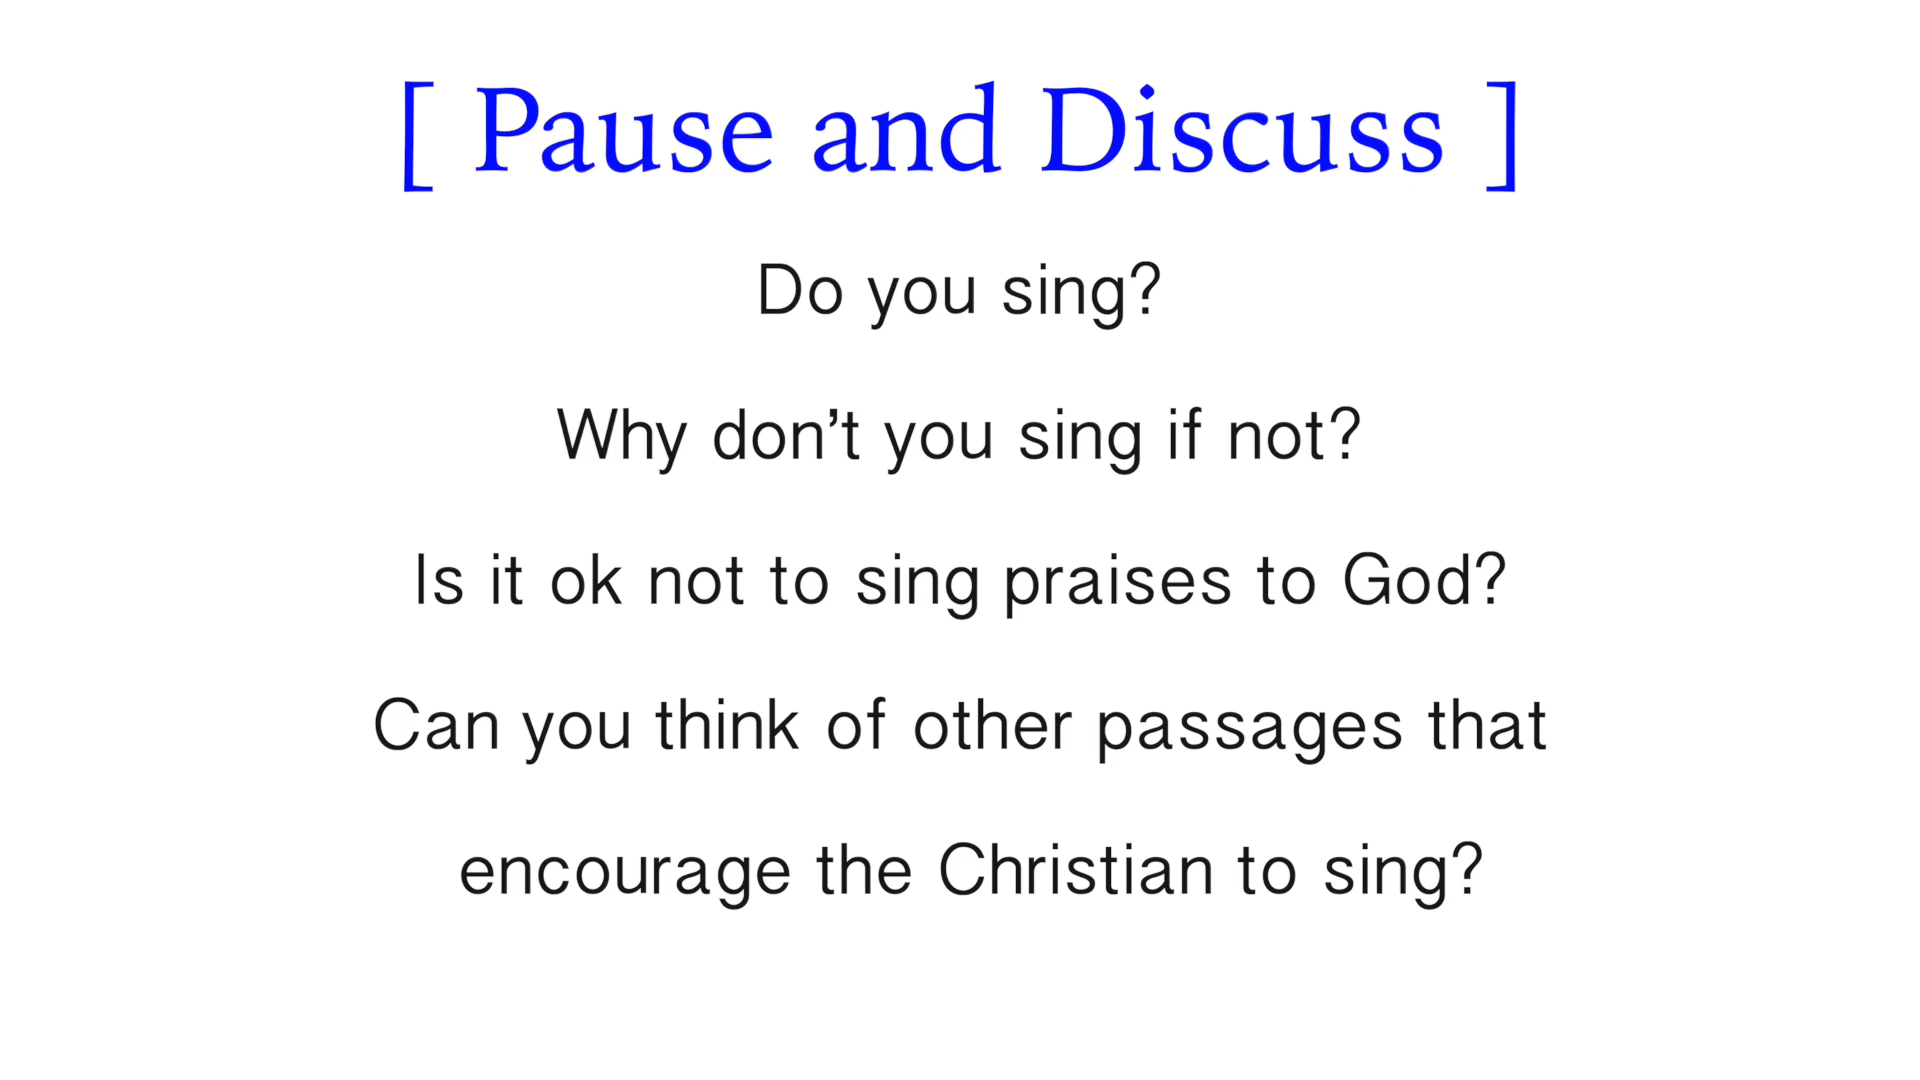 [ Pause and Discuss ]
Do you sing?
Why don’t you sing if not?
Is it ok not to sing praises to God?
Can you think of other passages that
encourage the Christian to sing?